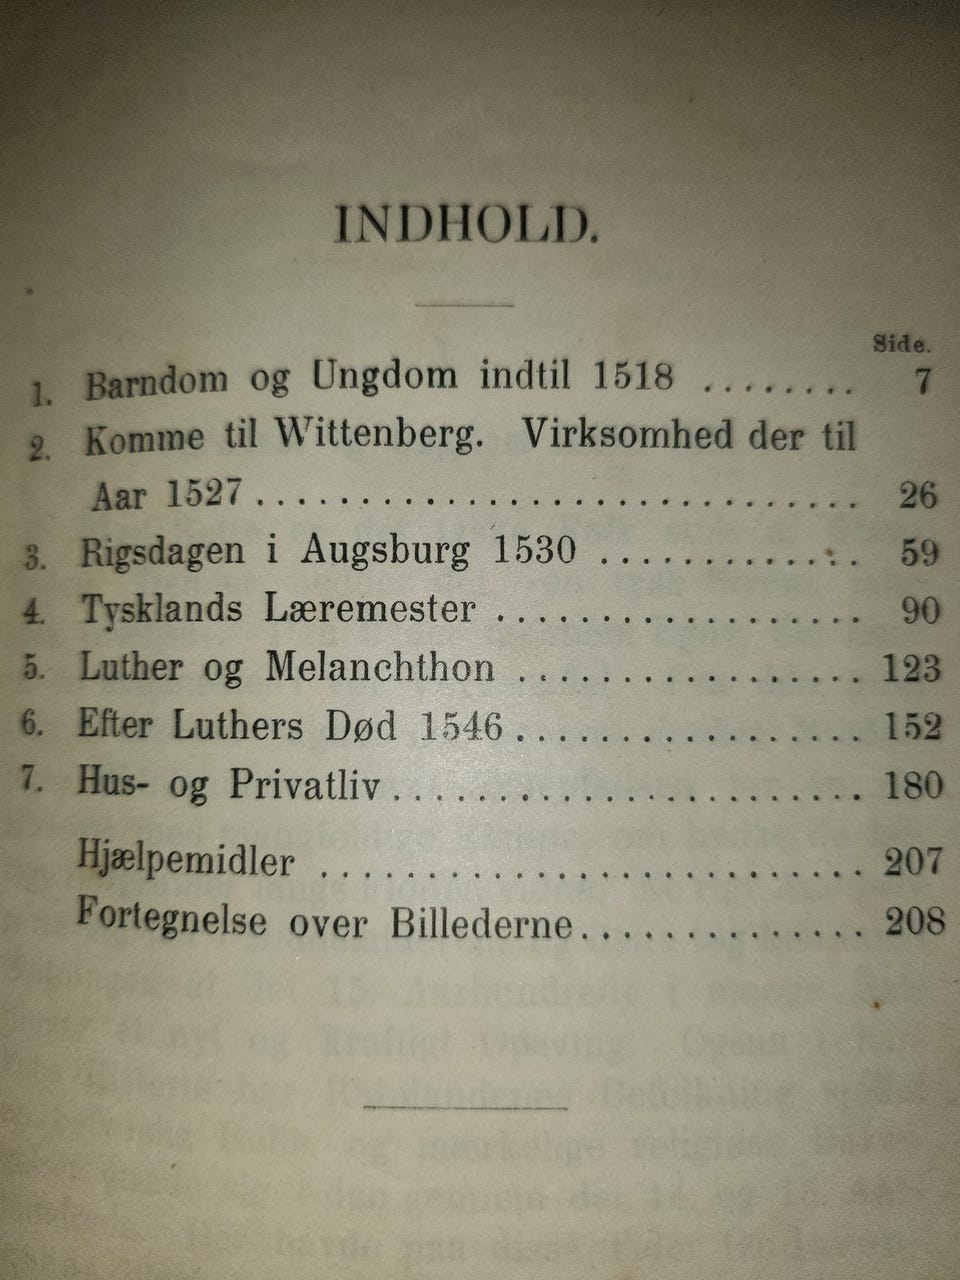 INDHOLD.
Side.
1. Barndom og Ungdom indtil 1518 ........ 7
2. Komme til Wittenberg. Virksomhed der til
Aar 1527 ............................. 26
3. Rigsdagen i Augsburg 1530 ............. 59
4. Tysklands Læremester .................. 90
5. Luther og Melanchthon ................. 123
6. Efter Luthers Død 1546 ................. 152
7. Hus- og Privatliv ....................... 180
Hjælpemidler .......................... 207
Fortegnelse over Billederne .............. 208